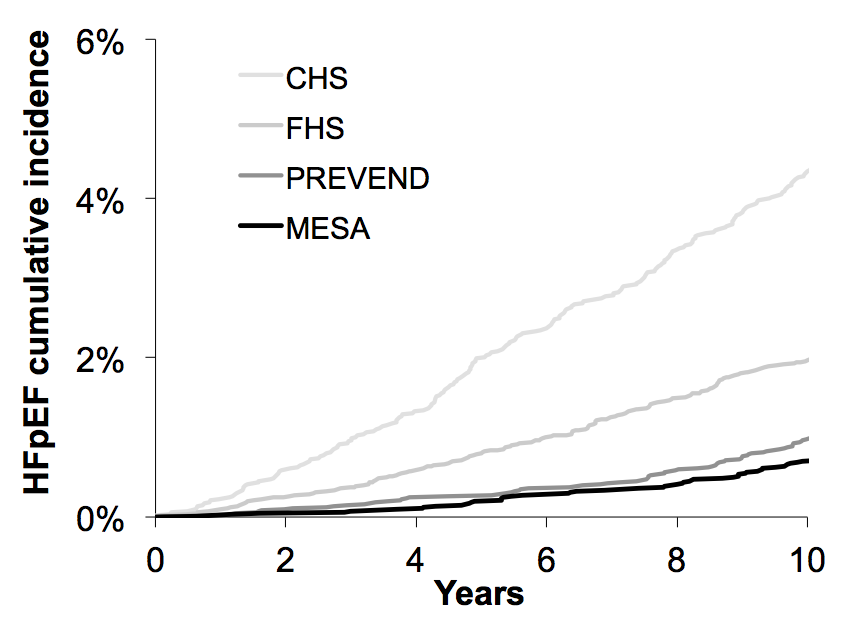 HFpEF cumulative incidence
6%
4%
2%
0%
CHS
FHS
PREVEND
MESA
0 2 4 6 8 10
Years